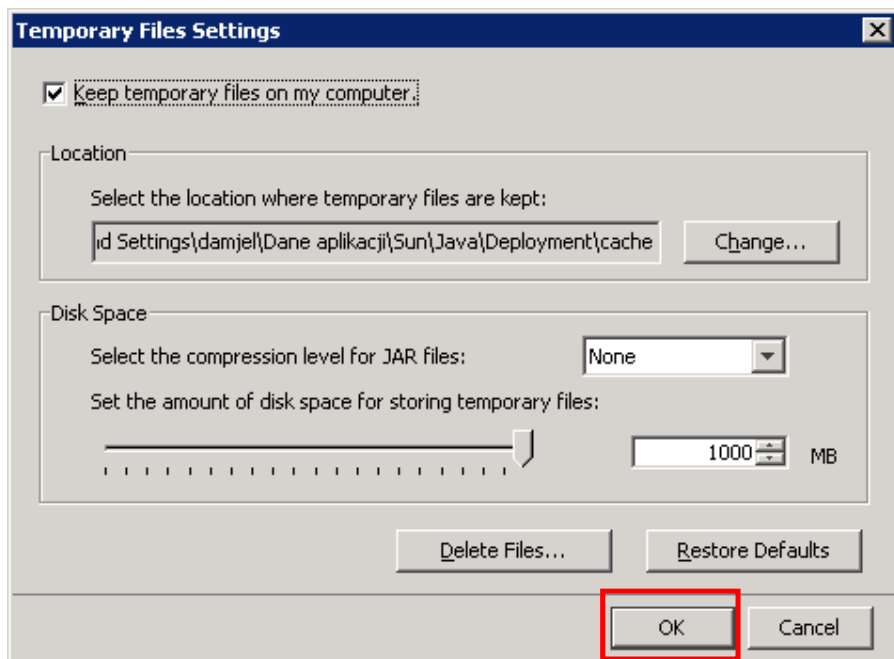 Temporary Files Settings
Keep temporary files on my computer.
Location
Select the location where temporary files are kept:
d Settings\damjel\Dane aplikacji\Sun\Java\Deployment\cache
Change...
Disk Space
Select the compression level for JAR files:
None
Set the amount of disk space for storing temporary files:
1000 MB
Delete Files...
Restore Defaults
OK
Cancel